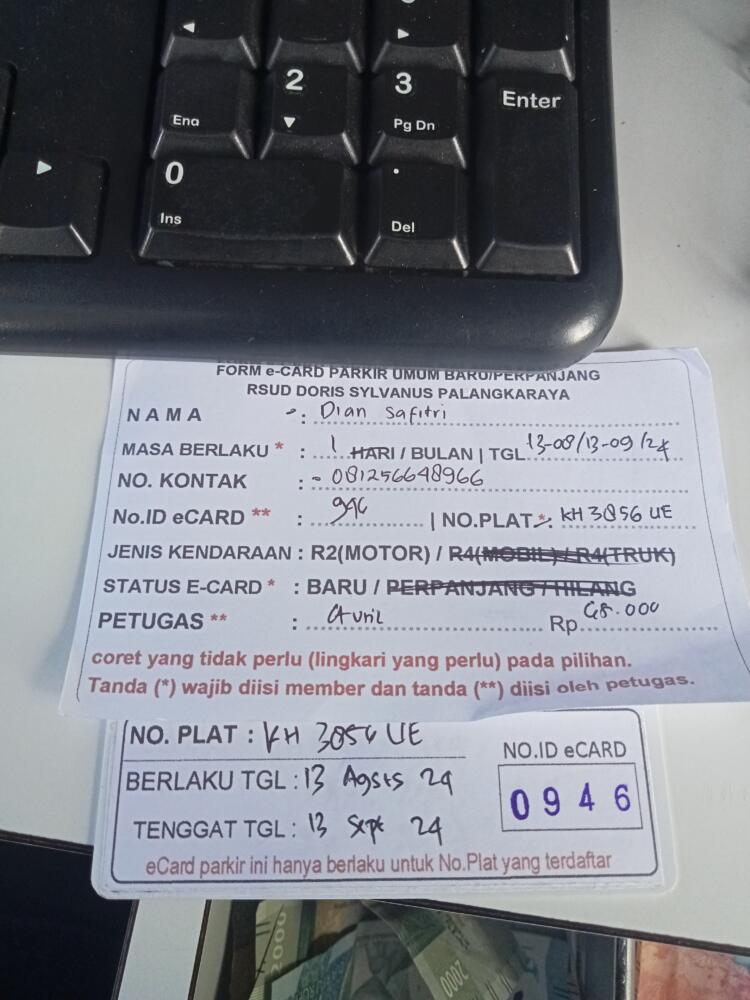 2
3
Enter
End
Pg Dn
0
.
Ins
Del
FORM e-CARD PARKIR UMUM BARU/PERPANJANG
RSUD DORIS SYLVANUS PALANGKARAYA
NAMA : Dian Safitri
MASA BERLAKU * : 1 HARI / BULAN | TGL 13-08/13-09/24
NO. KONTAK : 081256648966
No.ID eCARD ** : 946 | NO.PLAT * : KH 3056 UE
JENIS KENDARAAN : R2(MOTOR) / R4(MOBIL) / R4(TRUK)
STATUS E-CARD * : BARU / PERPANJANG / HILANG
PETUGAS ** : Avril Rp 68.000
coret yang tidak perlu (lingkari yang perlu) pada pilihan.
Tanda (*) wajib diisi member dan tanda (**) diisi oleh petugas.
NO. PLAT : KH 3056 UE
NO.ID eCARD
BERLAKU TGL : 13 Agsts 24
0946
TENGGAT TGL : 13 Sept 24
eCard parkir ini hanya berlaku untuk No.Plat yang terdaftar
2000
2000